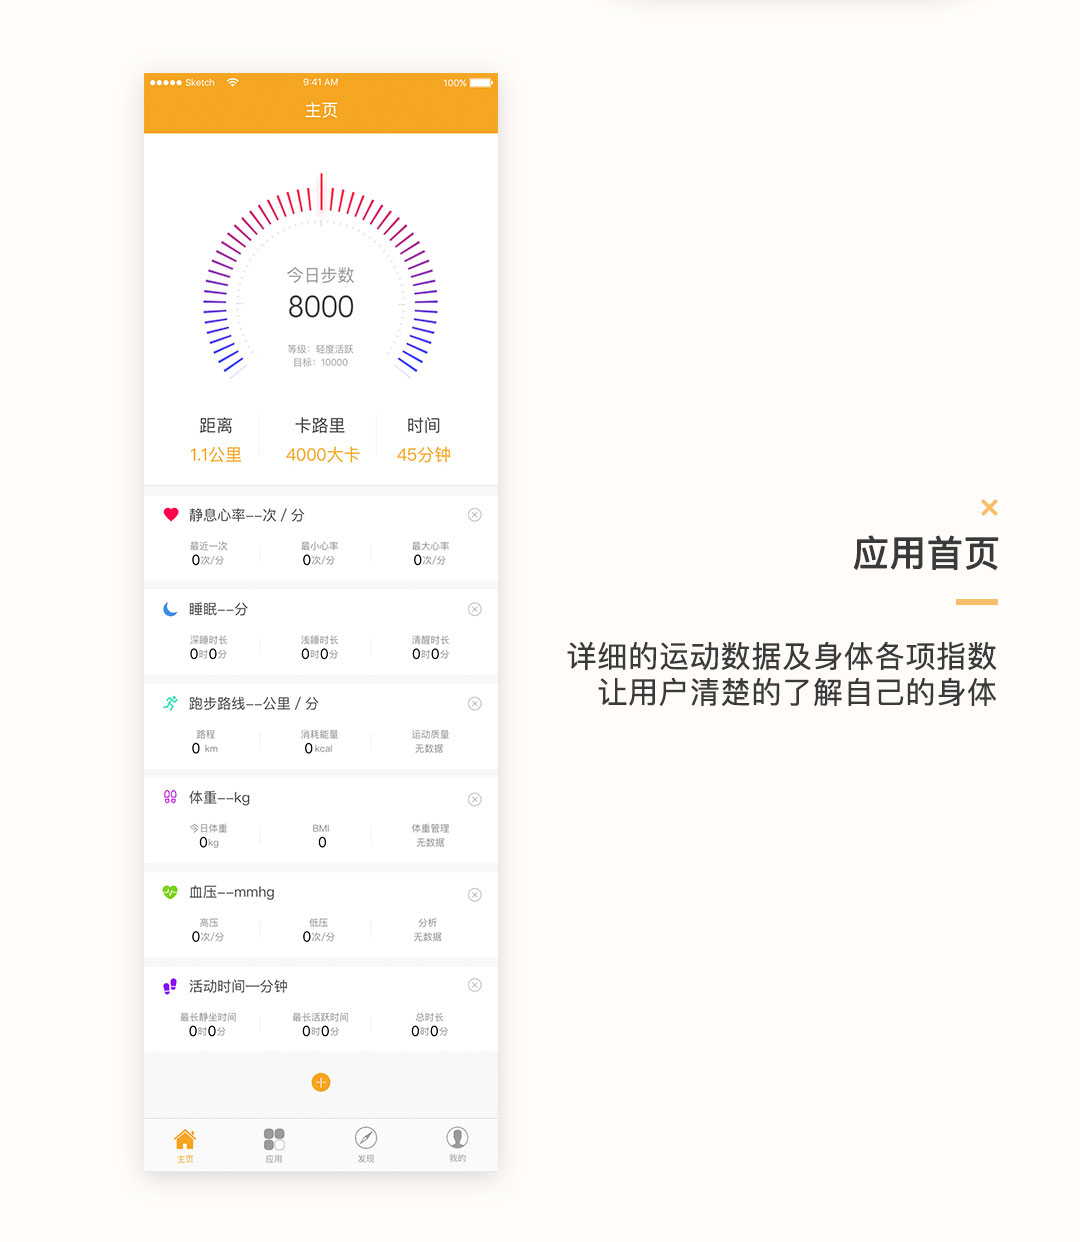 Sketch 9:41 AM 100%
主页
今日步数
8000
等级：轻度活跃
目标：10000
距离 卡路里 时间
1.1公里 4000大卡 45分钟
静息心率--次 / 分
最近一次 最小心率 最大心率
0次/分 0次/分 0次/分
睡眠--分
深睡时长 浅睡时长 清醒时长
0时0分 0时0分 0时0分
跑步路线--公里 / 分
路程 消耗能量 运动质量
0 km 0 kcal 无数据
体重--kg
今日体重 BMI 体重管理
0kg 0 无数据
血压--mmhg
高压 低压 分析
0次/分 0次/分 无数据
活动时间—分钟
最长静坐时间 最长活跃时间 总时长
0时0分 0时0分 0时0分
主页 应用 发现 我的
应用首页
详细的运动数据及身体各项指数
让用户清楚的了解自己的身体